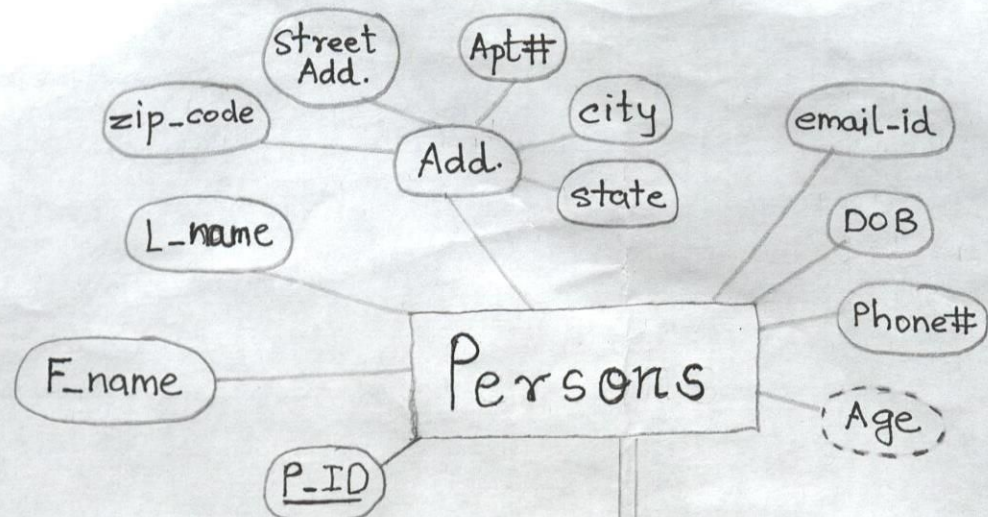 Street
Add.
Apt#
zip_code
city
email-id
Add.
state
L_name
DOB
Phone#
F_name
Persons
Age
P_ID